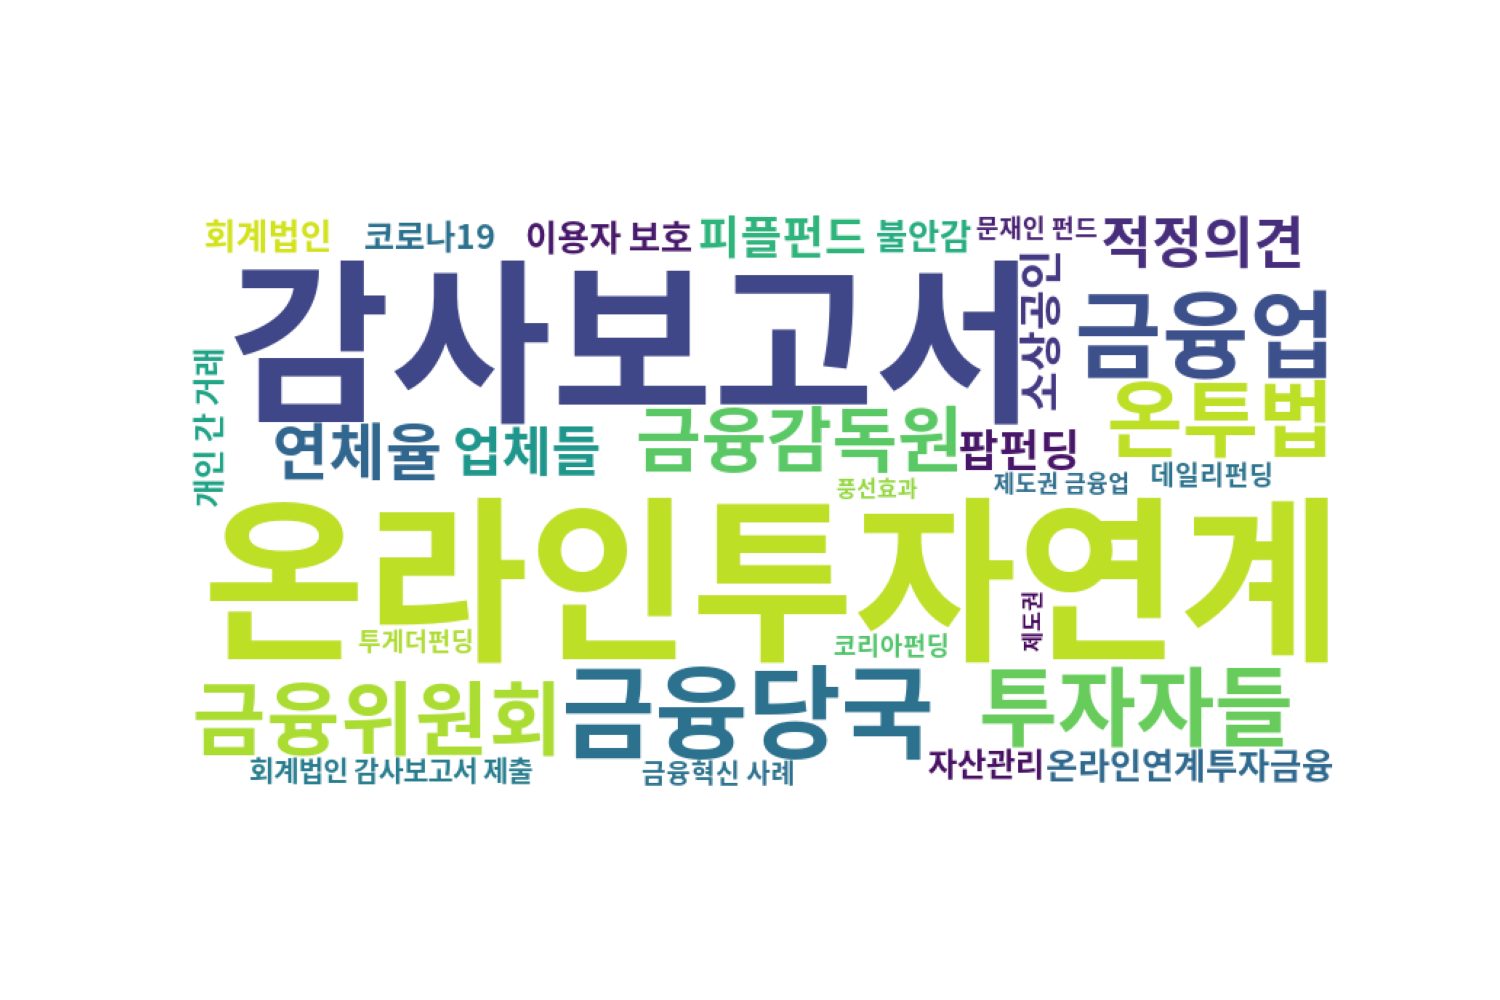 회계법인
코로나19
이용자 보호
피플펀드
불안감
문재인 펀드
적정의견
감사보고서
소상공인
금융업
개인 간 거래
온투법
연체율
업체들
금융감독원
팝펀딩
풍선효과
제도권 금융업
데일리펀딩
온라인투자연계
투게더펀딩
코리아펀딩
제도권
금융위원회
금융당국
투자자들
회계법인 감사보고서 제출
금융혁신 사례
자산관리
온라인연계투자금융